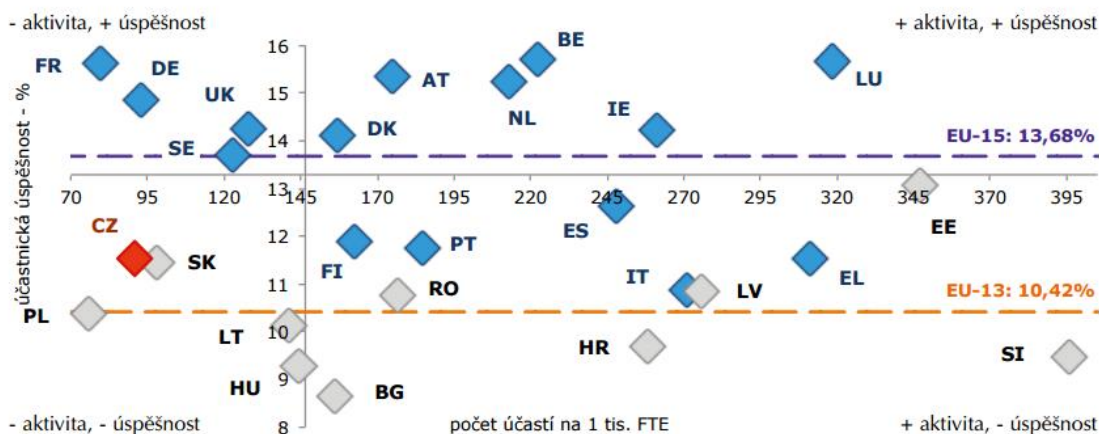 - aktivita, + úspěšnost
+ aktivita, + úspěšnost
účastnická úspěšnost - %
16
15
14
13
12
11
10
9
8
70 95 120 145 170 195 220 245 270 295 320 345 370 395
FR
DE
UK
SE
DK
AT
BE
NL
IE
LU
EU-15: 13,68%
CZ
SK
FI
PT
ES
EE
IT
LV
EL
RO
EU-13: 10,42%
PL
LT
HU
BG
HR
SI
- aktivita, - úspěšnost
počet účastí na 1 tis. FTE
+ aktivita, - úspěšnost